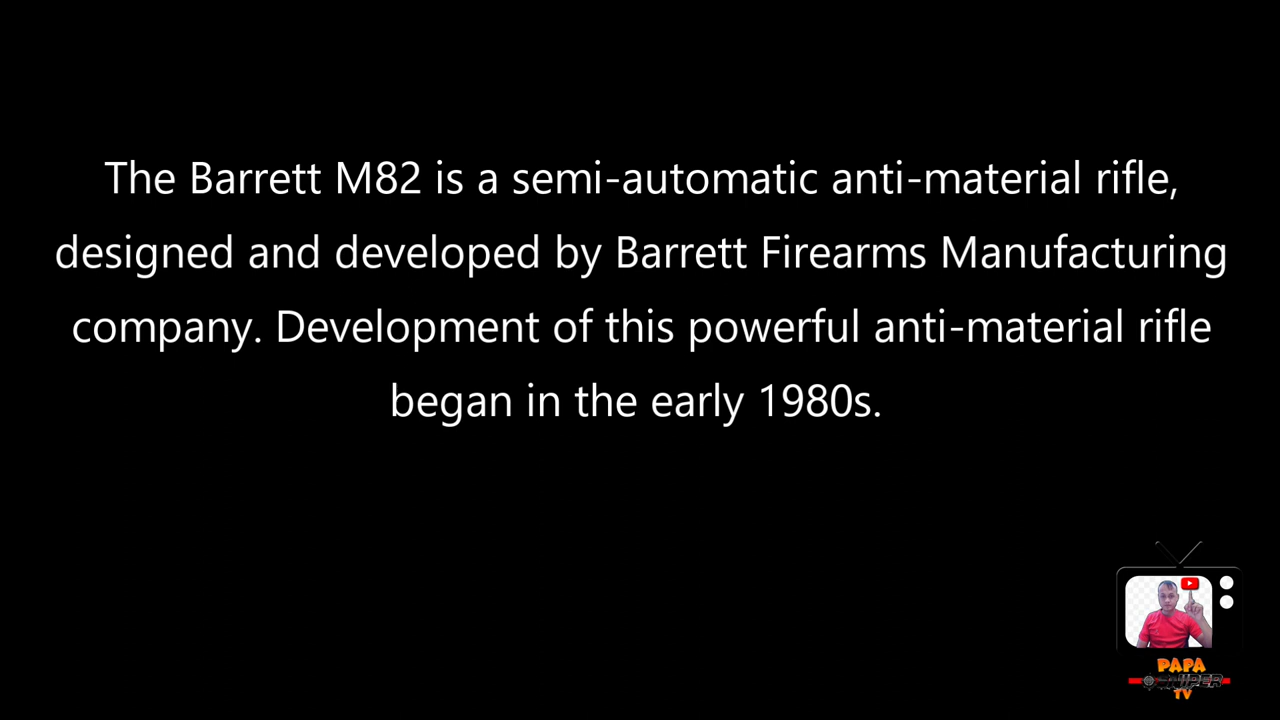 The Barrett M82 is a semi-automatic anti-material rifle,
designed and developed by Barrett Firearms Manufacturing
company. Development of this powerful anti-material rifle
began in the early 1980s.
PAPA
SNIPER
TV